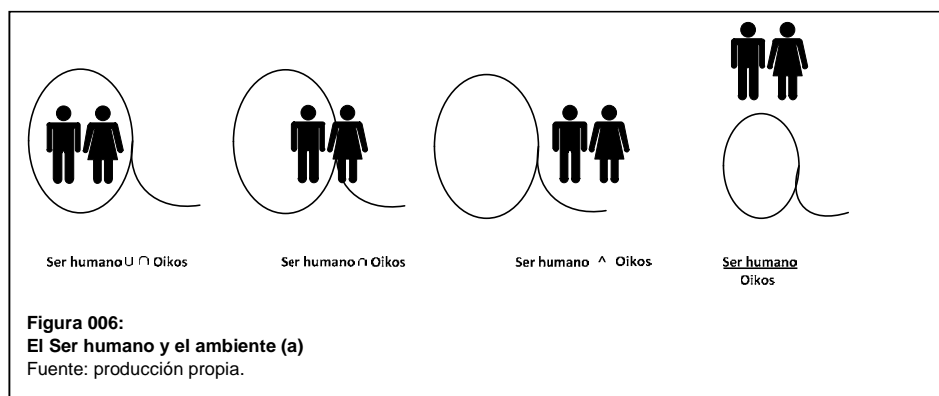 Ser humano ∪ ∩ Oikos
Ser humano ∩ Oikos
Ser humano ^ Oikos
Ser humano
Oikos
Figura 006:
El Ser humano y el ambiente (a)
Fuente: producción propia.